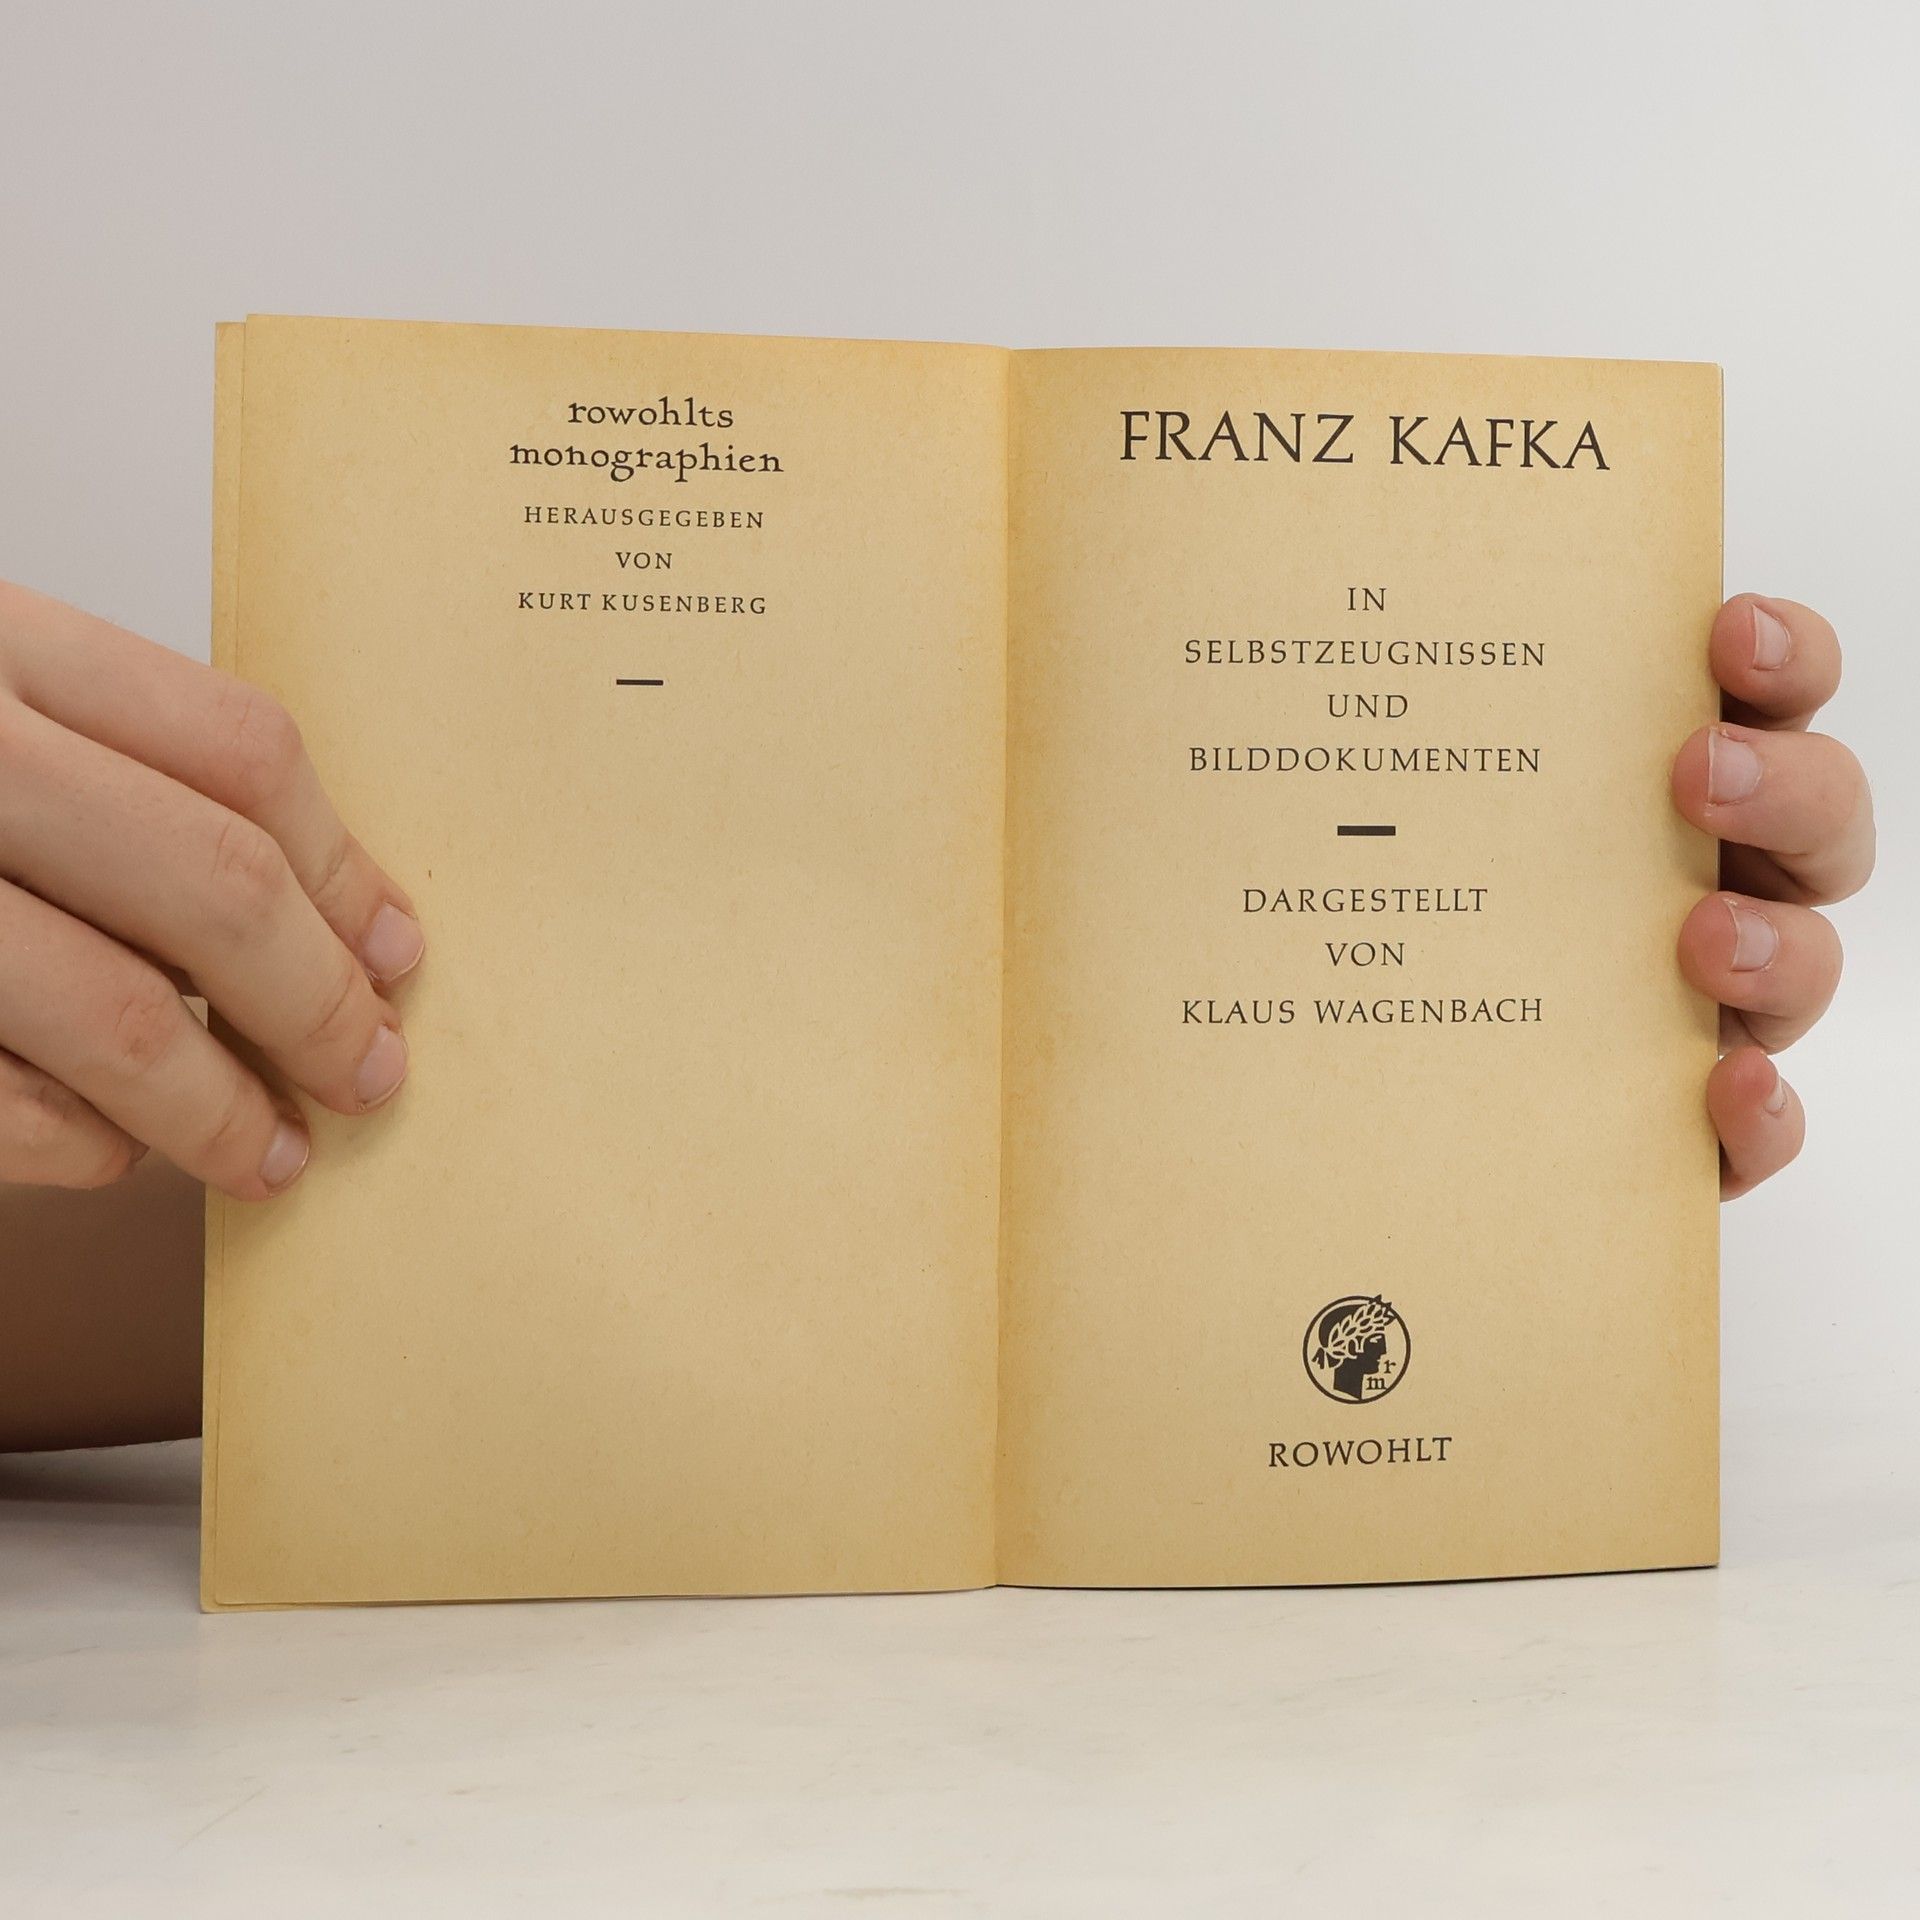 rowohlts
monographien
HERAUSGEGEBEN
VON
KURT KUSENBERG
FRANZ KAFKA
IN
SELBSTZEUGNISSEN
UND
BILDDOKUMENTEN
DARGESTELLT
VON
KLAUS WAGENBACH
r
m
ROWOHLT